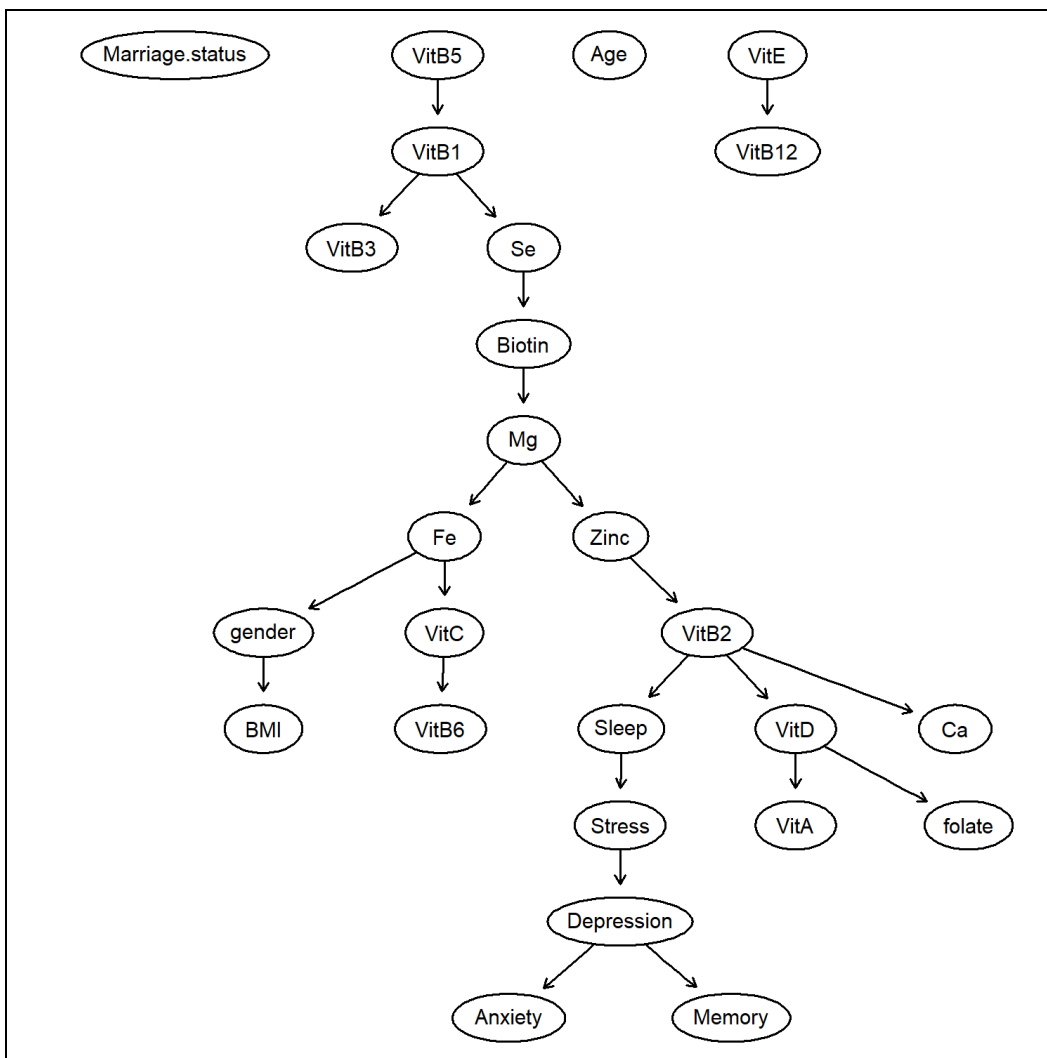 Marriage.status VitB5 Age VitE
VitB1 VitB12
VitB3 Se
Biotin
Mg
Fe Zinc
gender VitC VitB2
BMI VitB6 Sleep VitD Ca
Stress VitA folate
Depression
Anxiety Memory